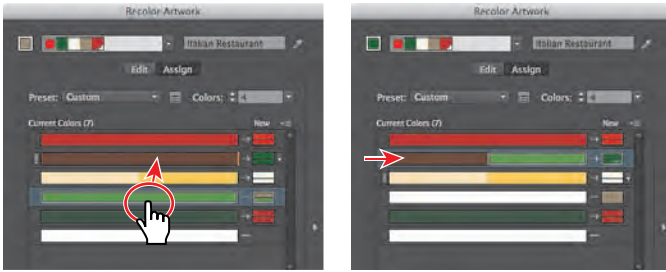 Recolor Artwork
Italian Restaurant
Edit Assign
Preset: Custom Colors: 4
Current Colors (7) New
Recolor Artwork
Italian Restaurant
Edit Assign
Preset: Custom Colors: 4
Current Colors (7) New